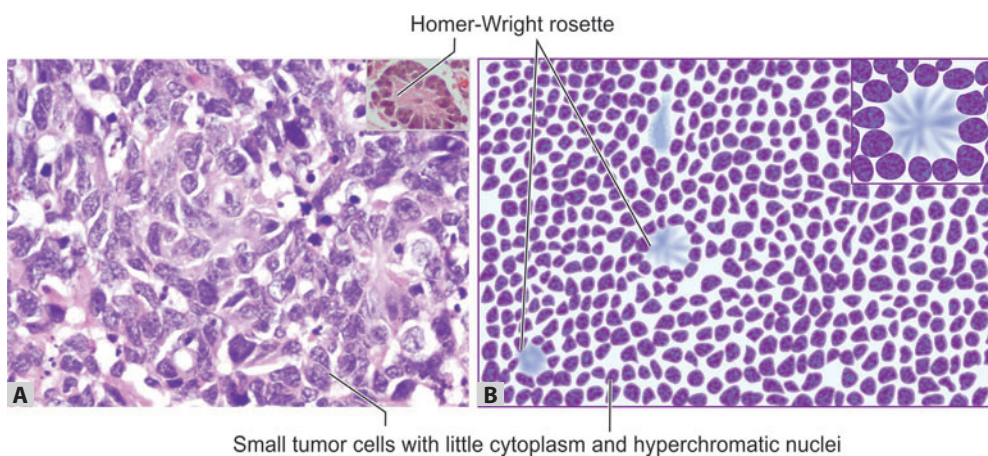 Homer-Wright rosette
A
B
Small tumor cells with little cytoplasm and hyperchromatic nuclei